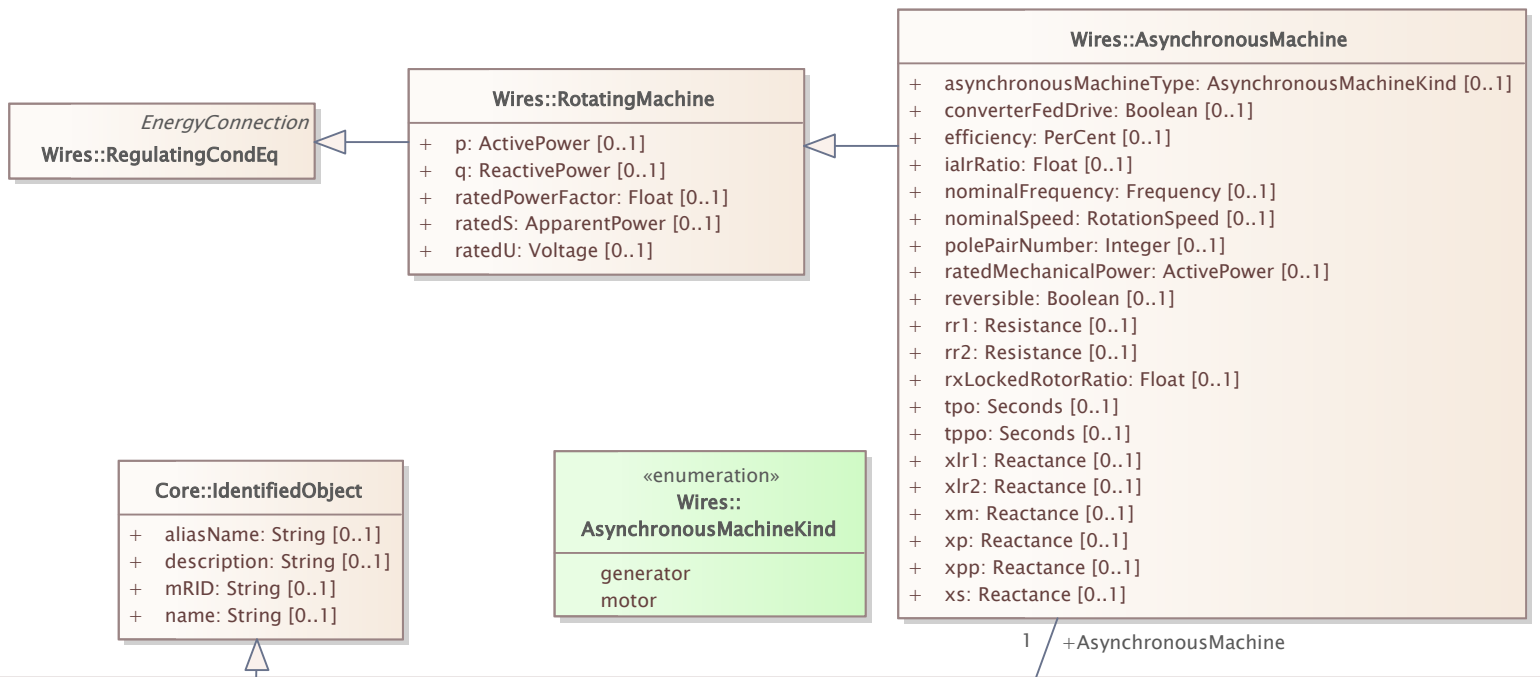 EnergyConnection
Wires::RegulatingCondEq
Wires::RotatingMachine
+ p: ActivePower [0..1]
+ q: ReactivePower [0..1]
+ ratedPowerFactor: Float [0..1]
+ ratedS: ApparentPower [0..1]
+ ratedU: Voltage [0..1]
Wires::AsynchronousMachine
+ asynchronousMachineType: AsynchronousMachineKind [0..1]
+ converterFedDrive: Boolean [0..1]
+ efficiency: PerCent [0..1]
+ iaIrRatio: Float [0..1]
+ nominalFrequency: Frequency [0..1]
+ nominalSpeed: RotationSpeed [0..1]
+ polePairNumber: Integer [0..1]
+ ratedMechanicalPower: ActivePower [0..1]
+ reversible: Boolean [0..1]
+ rr1: Resistance [0..1]
+ rr2: Resistance [0..1]
+ rxLockedRotorRatio: Float [0..1]
+ tpo: Seconds [0..1]
+ tppo: Seconds [0..1]
+ xlr1: Reactance [0..1]
+ xlr2: Reactance [0..1]
+ xm: Reactance [0..1]
+ xp: Reactance [0..1]
+ xpp: Reactance [0..1]
+ xs: Reactance [0..1]
Core::IdentifiedObject
+ aliasName: String [0..1]
+ description: String [0..1]
+ mRID: String [0..1]
+ name: String [0..1]
«enumeration»
Wires::
AsynchronousMachineKind
generator
motor
1 +AsynchronousMachine